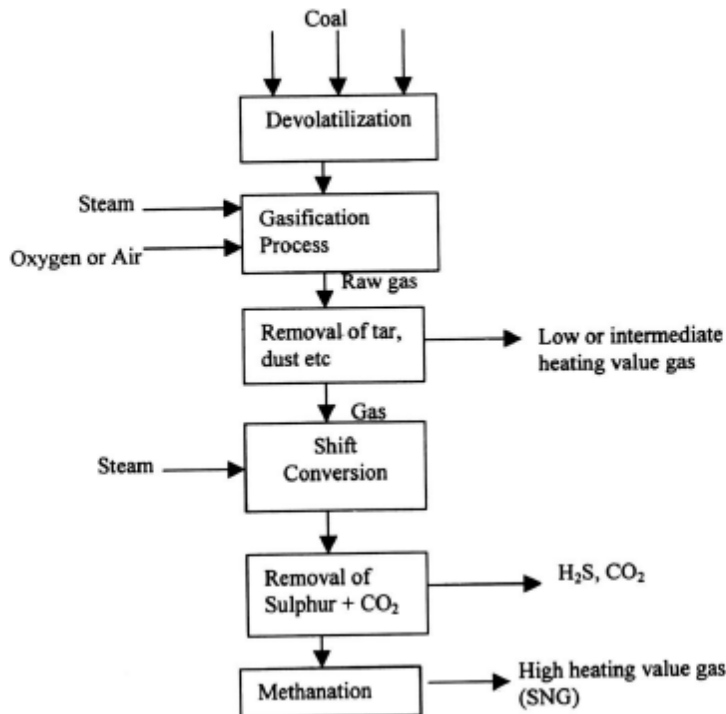 Coal
Devolatilization
Steam
Gasification
Process
Oxygen or Air
Raw gas
Removal of tar,
dust etc
Low or intermediate
heating value gas
Gas
Shift
Conversion
Steam
Removal of
Sulphur + CO₂
H₂S, CO₂
Methanation
High heating value gas
(SNG)